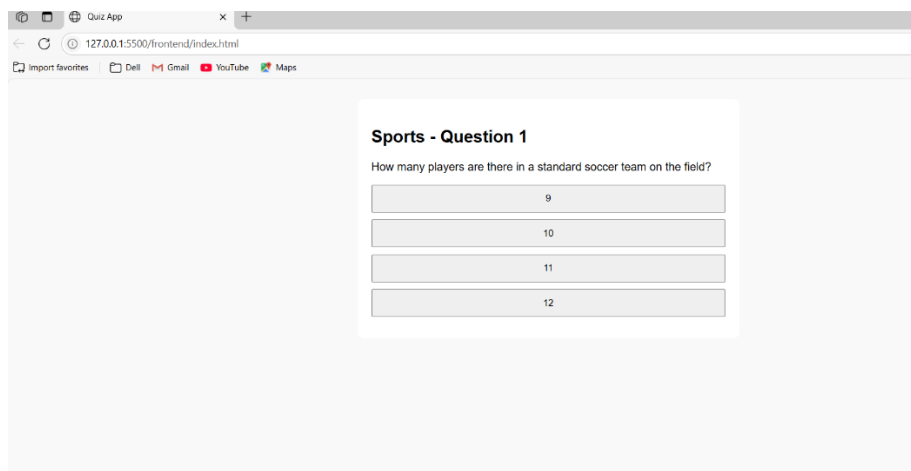 Quiz App
127.0.0.1:5500/frontend/index.html
Import favorites Dell Gmail YouTube Maps
Sports - Question 1
How many players are there in a standard soccer team on the field?
9
10
11
12